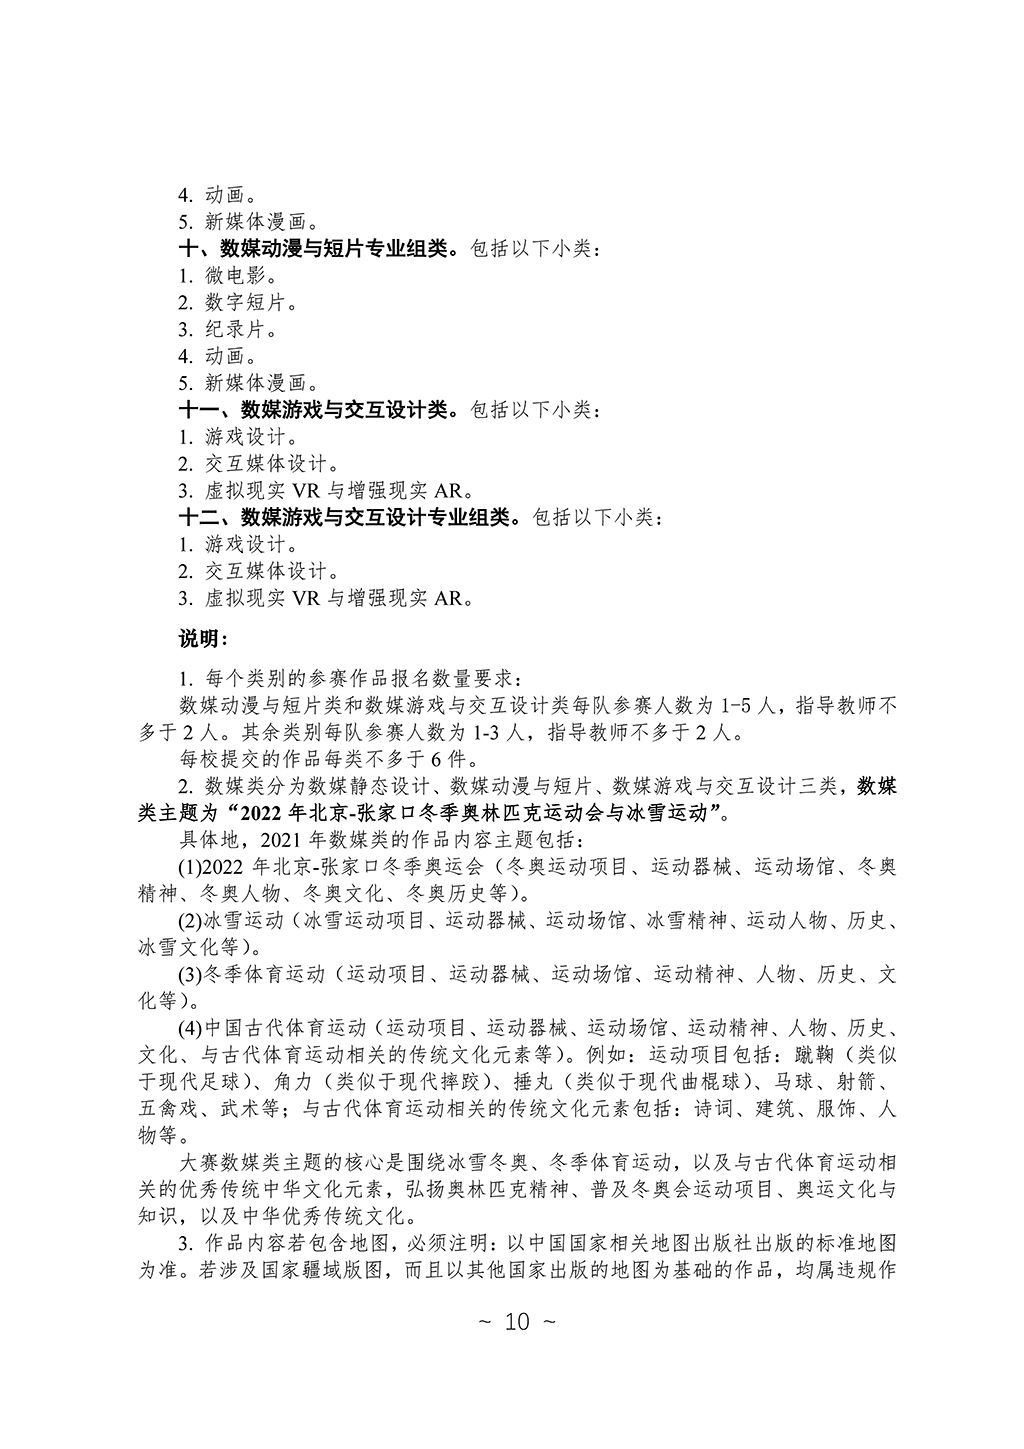 4. 动画。
5. 新媒体漫画。
十、数媒动漫与短片专业组类。包括以下小类：
1. 微电影。
2. 数字短片。
3. 纪录片。
4. 动画。
5. 新媒体漫画。
十一、数媒游戏与交互设计类。包括以下小类：
1. 游戏设计。
2. 交互媒体设计。
3. 虚拟现实 VR 与增强现实 AR。
十二、数媒游戏与交互设计专业组类。包括以下小类：
1. 游戏设计。
2. 交互媒体设计。
3. 虚拟现实 VR 与增强现实 AR。
说明：
1. 每个类别的参赛作品报名数量要求：
数媒动漫与短片类和数媒游戏与交互设计类每队参赛人数为 1-5 人，指导教师不
多于 2 人。其余类别每队参赛人数为 1-3 人，指导教师不多于 2 人。
每校提交的作品每类不多于 6 件。
2. 数媒类分为数媒静态设计、数媒动漫与短片、数媒游戏与交互设计三类，数媒
类主题为“2022 年北京-张家口冬季奥林匹克运动会与冰雪运动”。
具体地，2021 年数媒类的作品内容主题包括：
(1)2022 年北京-张家口冬季奥运会（冬奥运动项目、运动器械、运动场馆、冬奥
精神、冬奥人物、冬奥文化、冬奥历史等）。
(2)冰雪运动（冰雪运动项目、运动器械、运动场馆、冰雪精神、运动人物、历史、
冰雪文化等）。
(3)冬季体育运动（运动项目、运动器械、运动场馆、运动精神、人物、历史、文
化等）。
(4)中国古代体育运动（运动项目、运动器械、运动场馆、运动精神、人物、历史、
文化、与古代体育运动相关的传统文化元素等）。例如：运动项目包括：蹴鞠（类似
于现代足球）、角力（类似于现代摔跤）、捶丸（类似于现代曲棍球）、马球、射箭、
五禽戏、武术等；与古代体育运动相关的传统文化元素包括：诗词、建筑、服饰、人
物等。
大赛数媒类主题的核心是围绕冰雪冬奥、冬季体育运动，以及与古代体育运动相
关的优秀传统中华文化元素，弘扬奥林匹克精神、普及冬奥会运动项目、奥运文化与
知识，以及中华优秀传统文化。
3. 作品内容若包含地图，必须注明：以中国国家相关地图出版社出版的标准地图
为准。若涉及国家疆域版图，而且以其他国家出版的地图为基础的作品，均属违规作
~ 10 ~